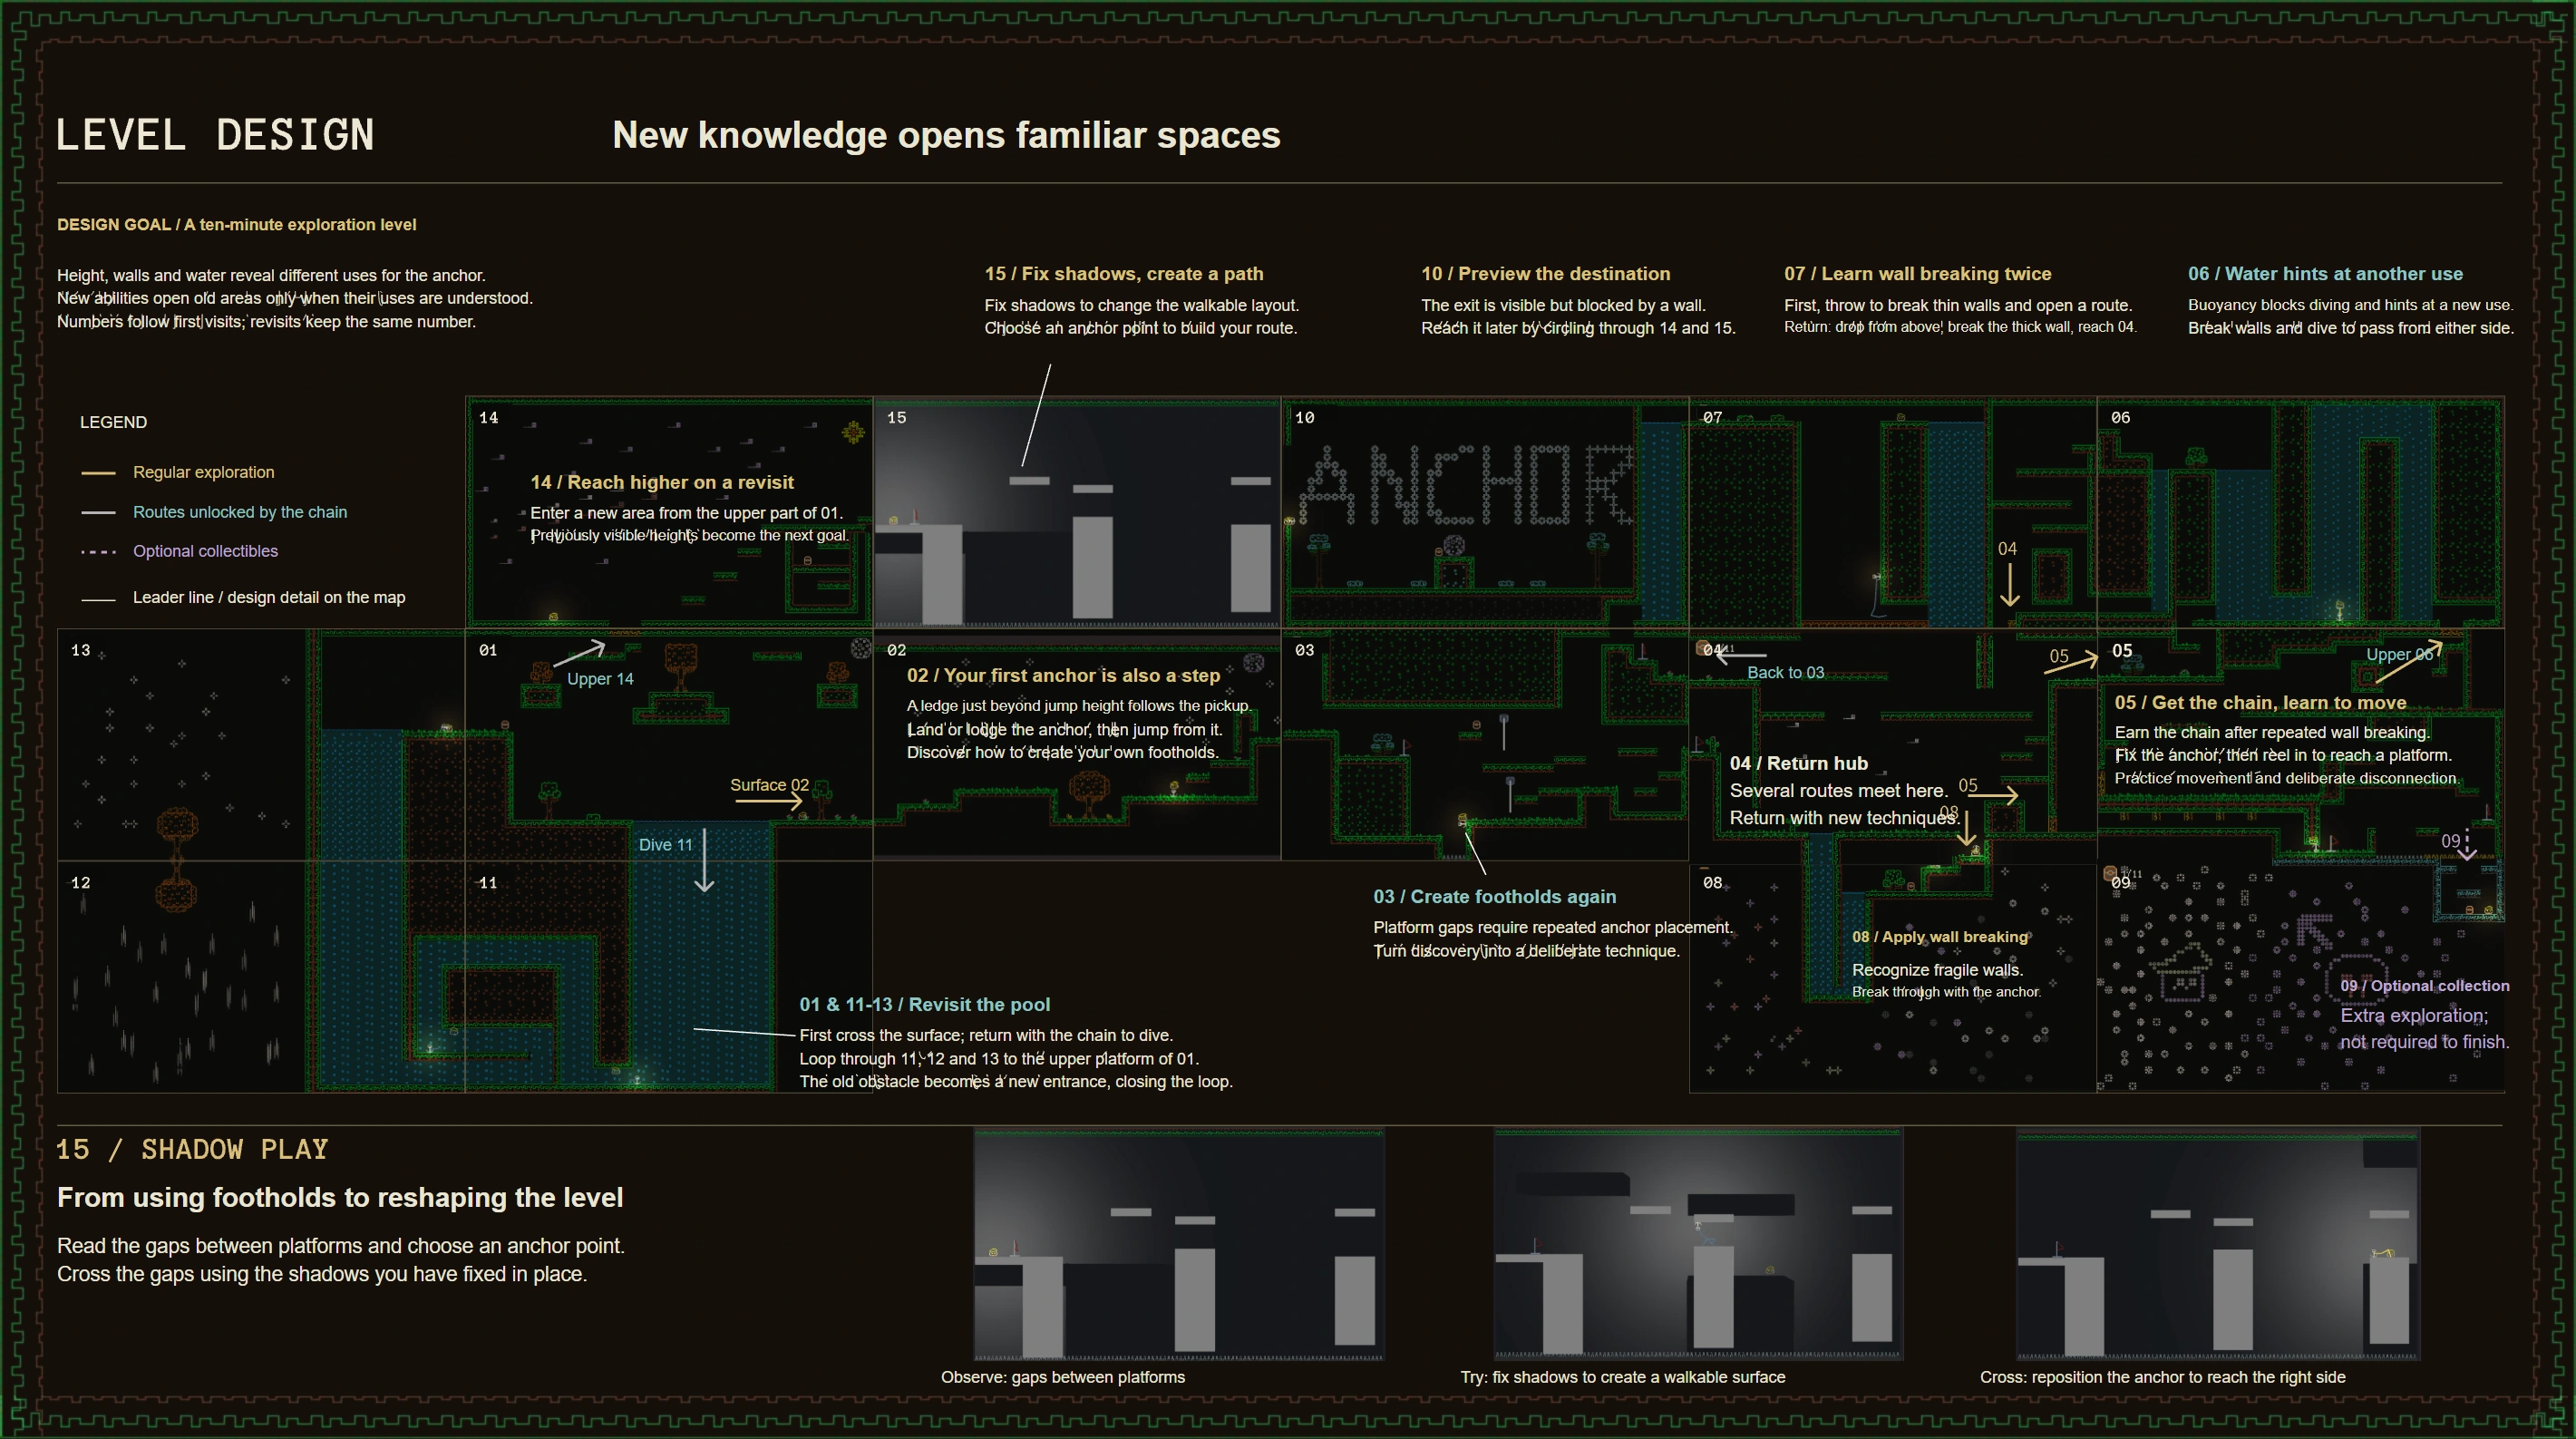 LEVEL DESIGN
New knowledge opens familiar spaces
DESIGN GOAL / A ten-minute exploration level
Height, walls and water reveal different uses for the anchor.
New abilities open old areas only when their uses are understood.
Numbers follow first visits; revisits keep the same number.
15 / Fix shadows, create a path
Fix shadows to change the walkable layout.
Choose an anchor point to build your route.
10 / Preview the destination
The exit is visible but blocked by a wall.
Reach it later by circling through 14 and 15.
07 / Learn wall breaking twice
First, throw to break thin walls and open a route.
Return: drop from above; break the thick wall, reach 04.
06 / Water hints at another use
Buoyancy blocks diving and hints at a new use.
Break walls and dive to pass from either side.
LEGEND
Regular exploration
Routes unlocked by the chain
Optional collectibles
Leader line / design detail on the map
14
14 / Reach higher on a revisit
Enter a new area from the upper part of 01.
Previously visible heights become the next goal.
15
10
ANCHOR
07
04
06
13
01
Upper 14
Surface 02
Dive 11
02
02 / Your first anchor is also a step
A ledge just beyond jump height follows the pickup.
Land or lodge the anchor, then jump from it.
Discover how to create your own footholds.
03
04
Back to 03
05
04 / Return hub
Several routes meet here.
Return with new techniques.
05
08
05
Upper 06
05 / Get the chain, learn to move
Earn the chain after repeated wall breaking.
Fix the anchor, then reel in to reach a platform.
Practice movement and deliberate disconnection.
09
12
11
01 & 11-13 / Revisit the pool
First cross the surface; return with the chain to dive.
Loop through 11, 12 and 13 to the upper platform of 01.
The old obstacle becomes a new entrance, closing the loop.
03 / Create footholds again
Platform gaps require repeated anchor placement.
Turn discovery into a deliberate technique.
08
08 / Apply wall breaking
Recognize fragile walls.
Break through with the anchor.
09
09 / Optional collection
Extra exploration;
not required to finish.
15 / SHADOW PLAY
From using footholds to reshaping the level
Read the gaps between platforms and choose an anchor point.
Cross the gaps using the shadows you have fixed in place.
Observe: gaps between platforms
Try: fix shadows to create a walkable surface
Cross: reposition the anchor to reach the right side